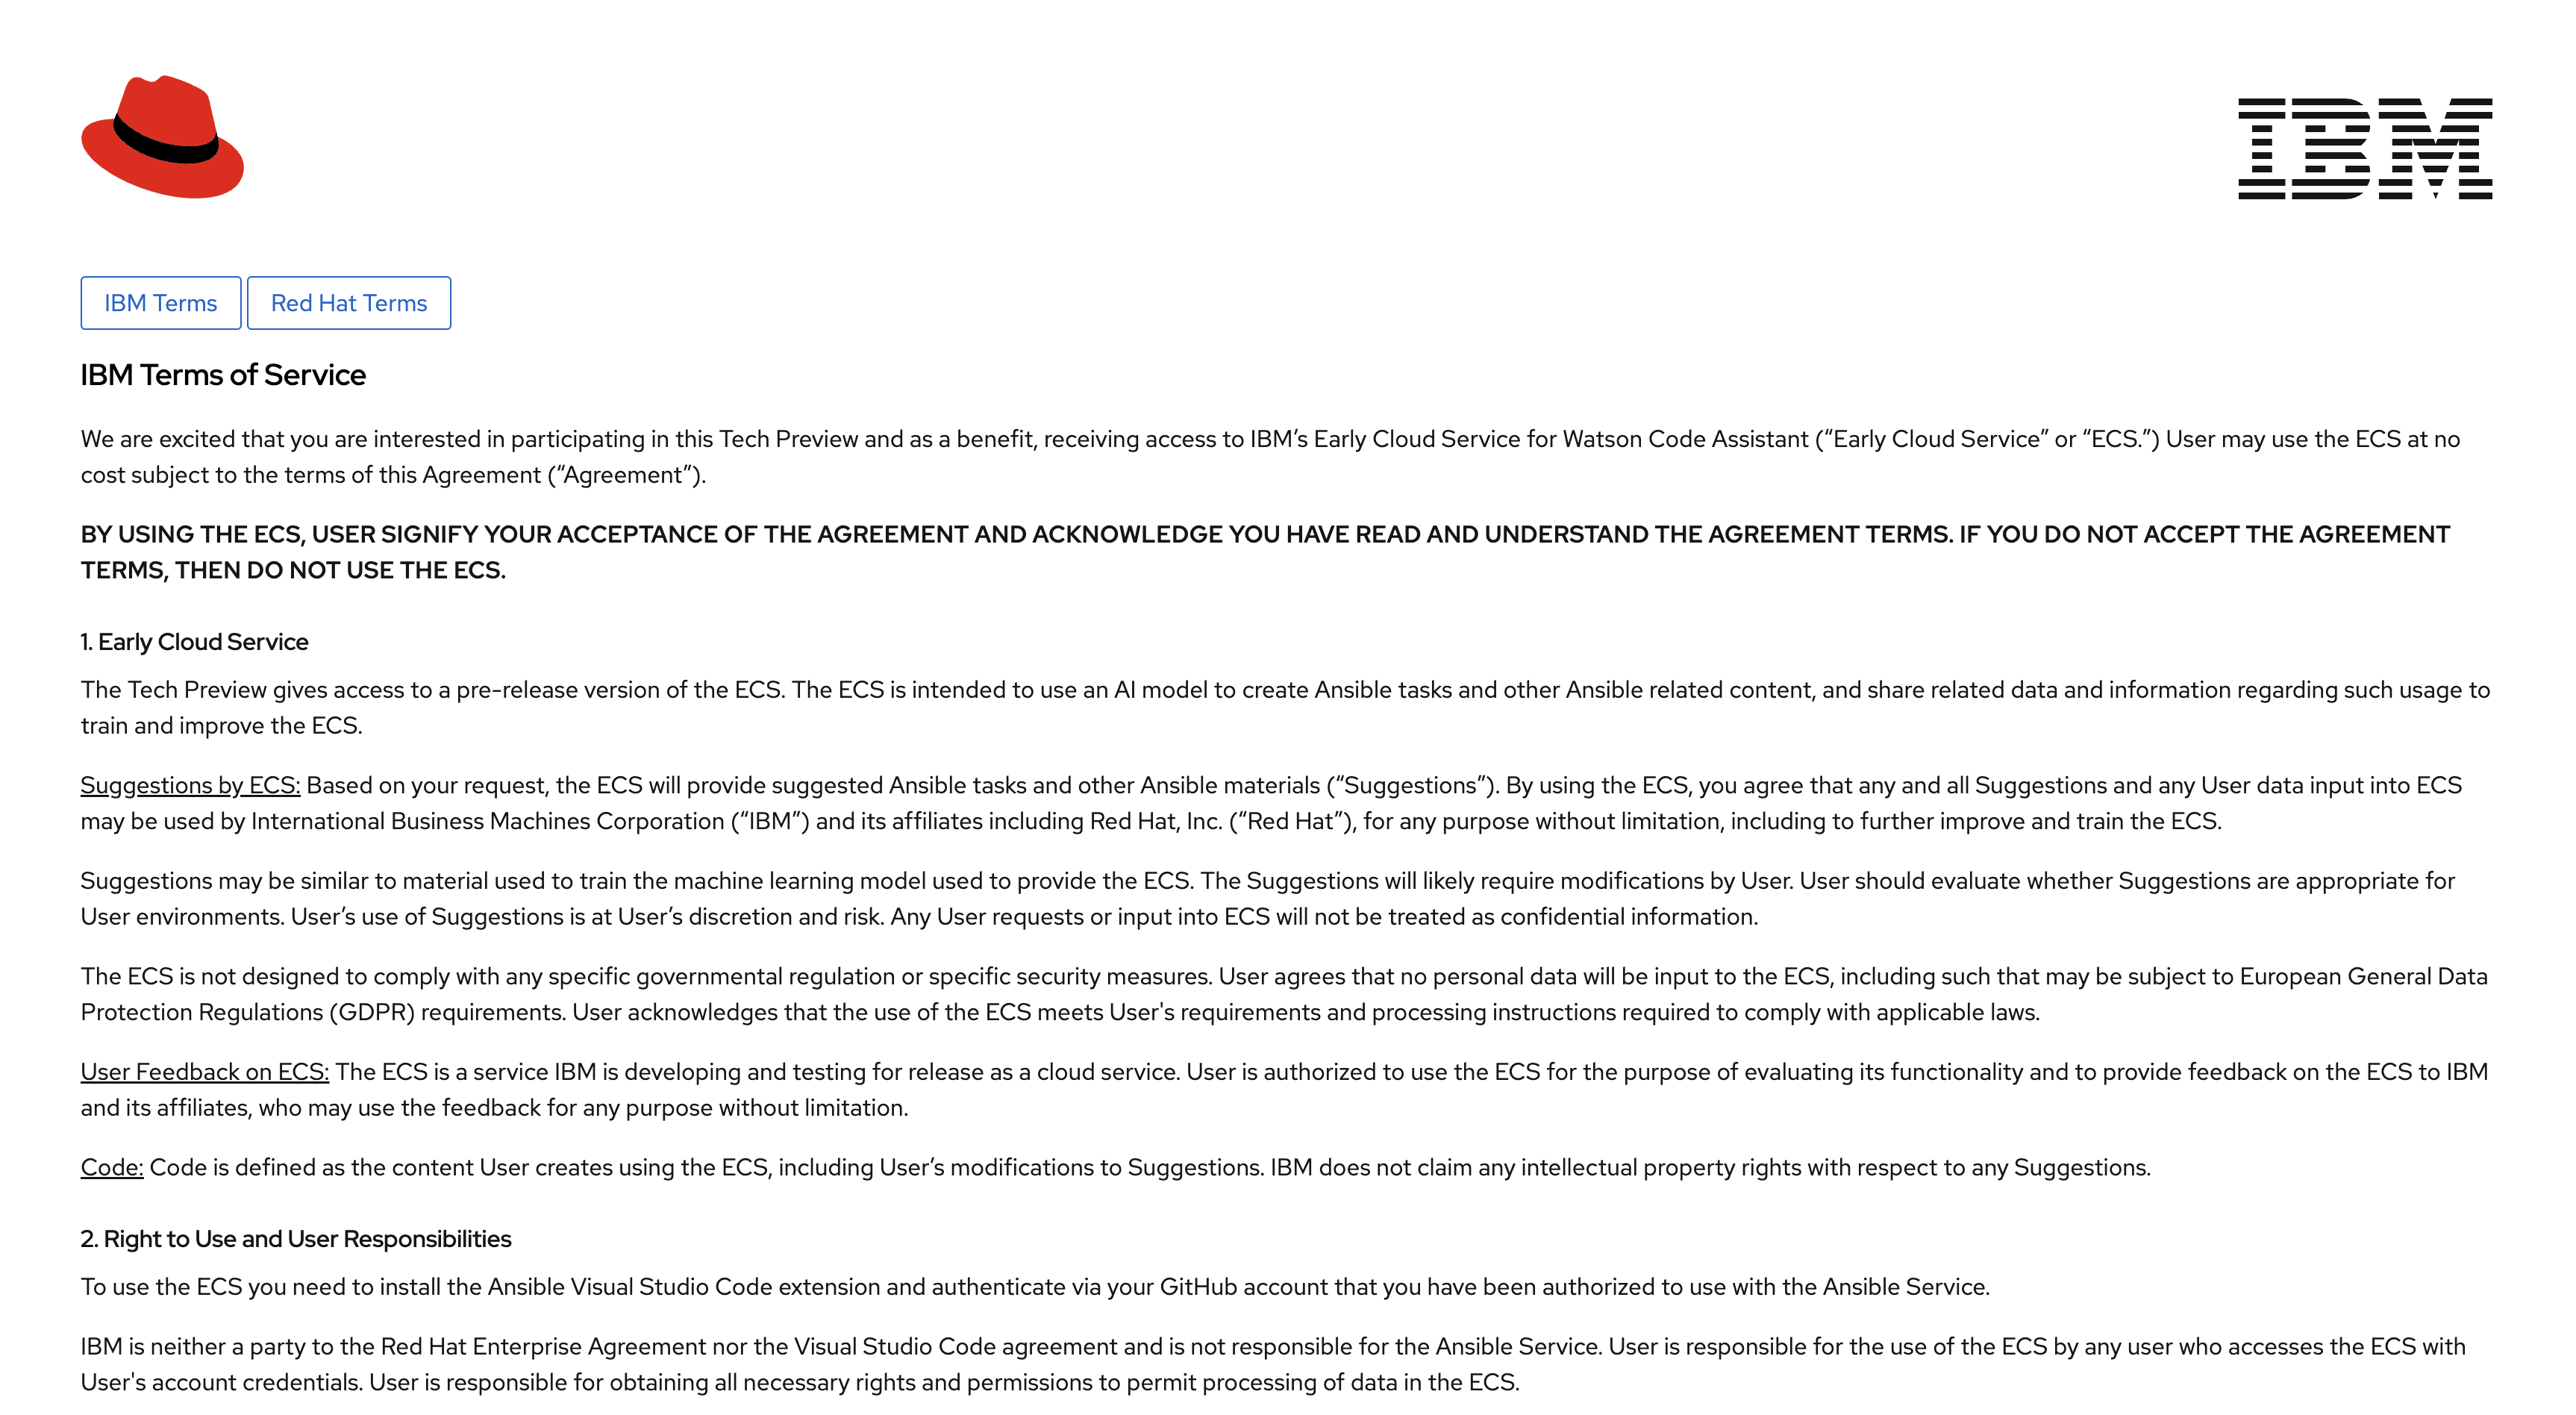 IBM
IBM Terms
Red Hat Terms
IBM Terms of Service
We are excited that you are interested in participating in this Tech Preview and as a benefit, receiving access to IBM’s Early Cloud Service for Watson Code Assistant (“Early Cloud Service” or “ECS.”) User may use the ECS at no
cost subject to the terms of this Agreement (“Agreement”).
BY USING THE ECS, USER SIGNIFY YOUR ACCEPTANCE OF THE AGREEMENT AND ACKNOWLEDGE YOU HAVE READ AND UNDERSTAND THE AGREEMENT TERMS. IF YOU DO NOT ACCEPT THE AGREEMENT
TERMS, THEN DO NOT USE THE ECS.
1. Early Cloud Service
The Tech Preview gives access to a pre-release version of the ECS. The ECS is intended to use an AI model to create Ansible tasks and other Ansible related content, and share related data and information regarding such usage to
train and improve the ECS.
Suggestions by ECS: Based on your request, the ECS will provide suggested Ansible tasks and other Ansible materials (“Suggestions”). By using the ECS, you agree that any and all Suggestions and any User data input into ECS
may be used by International Business Machines Corporation (“IBM”) and its affiliates including Red Hat, Inc. (“Red Hat”), for any purpose without limitation, including to further improve and train the ECS.
Suggestions may be similar to material used to train the machine learning model used to provide the ECS. The Suggestions will likely require modifications by User. User should evaluate whether Suggestions are appropriate for
User environments. User’s use of Suggestions is at User’s discretion and risk. Any User requests or input into ECS will not be treated as confidential information.
The ECS is not designed to comply with any specific governmental regulation or specific security measures. User agrees that no personal data will be input to the ECS, including such that may be subject to European General Data
Protection Regulations (GDPR) requirements. User acknowledges that the use of the ECS meets User's requirements and processing instructions required to comply with applicable laws.
User Feedback on ECS: The ECS is a service IBM is developing and testing for release as a cloud service. User is authorized to use the ECS for the purpose of evaluating its functionality and to provide feedback on the ECS to IBM
and its affiliates, who may use the feedback for any purpose without limitation.
Code: Code is defined as the content User creates using the ECS, including User’s modifications to Suggestions. IBM does not claim any intellectual property rights with respect to any Suggestions.
2. Right to Use and User Responsibilities
To use the ECS you need to install the Ansible Visual Studio Code extension and authenticate via your GitHub account that you have been authorized to use with the Ansible Service.
IBM is neither a party to the Red Hat Enterprise Agreement nor the Visual Studio Code agreement and is not responsible for the Ansible Service. User is responsible for the use of the ECS by any user who accesses the ECS with
User's account credentials. User is responsible for obtaining all necessary rights and permissions to permit processing of data in the ECS.